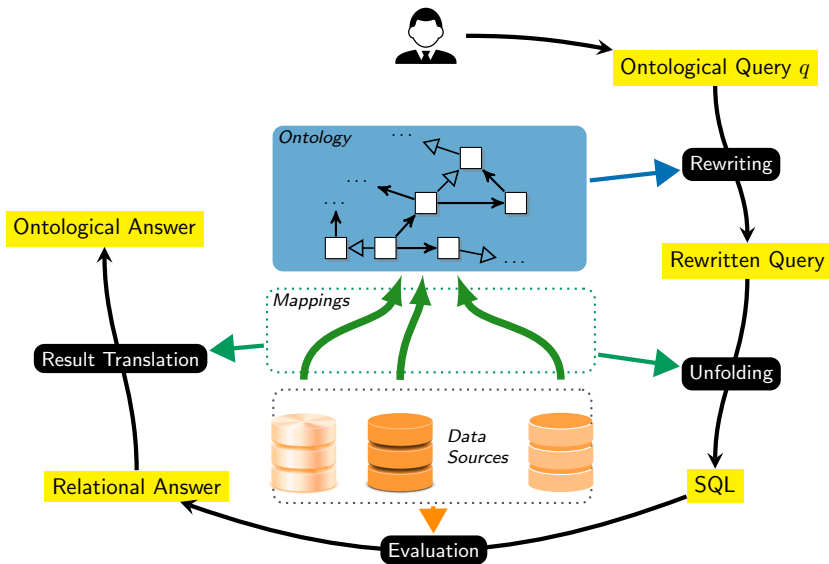 Ontological Query q
Ontology
. . .
Rewriting
. . .
. . .
Ontological Answer
Rewritten Query
. . .
Mappings
Result Translation
Unfolding
Data
Sources
Relational Answer
SQL
Evaluation